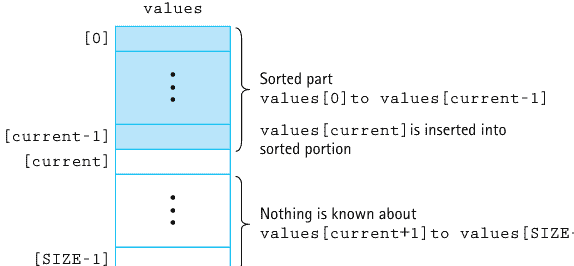 values
[0]
Sorted part
values[0] to values[current-1]
[current-1]
values[current] is inserted into
sorted portion
[current]
Nothing is known about
values[current+1] to values[SIZE-
[SIZE-1]